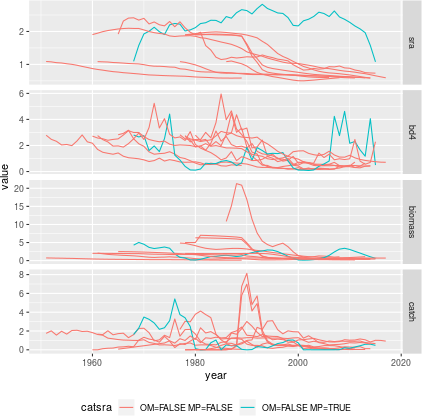 value
2
1
sra
6
4
2
0
bd4
20
15
10
5
0
biomass
8
6
4
2
0
catch
1960 1980 2000 2020
year
catsra OM=FALSE MP=FALSE OM=FALSE MP=TRUE